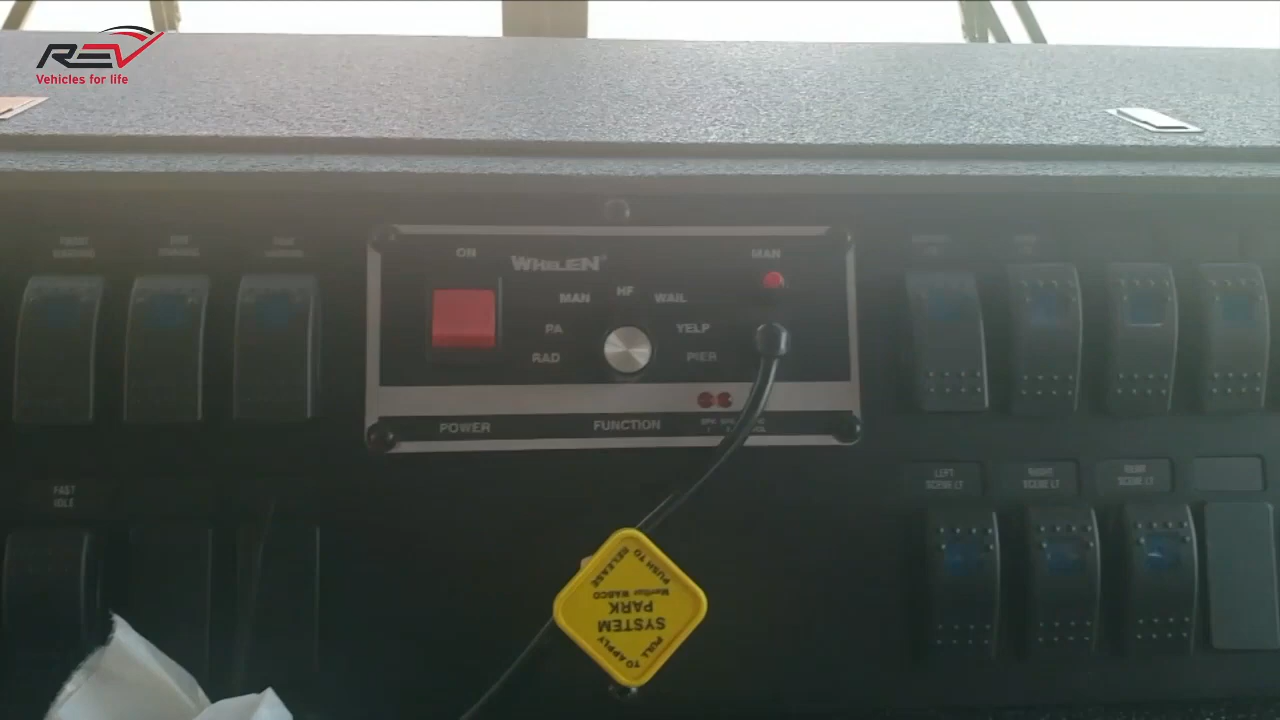 REV
Vehicles for life
ON
WHELEN
MAN
MAN
HF
WAIL
PA
YELP
RAD
PIER
POWER
FUNCTION
FAST
IDLE
LEFT
SCENE LT
RIGHT
SCENE LT
REAR
SCENE LT
PUSH TO
RELEASE
Meritor WABCO
PARK
SYSTEM
PULL
TO APPLY